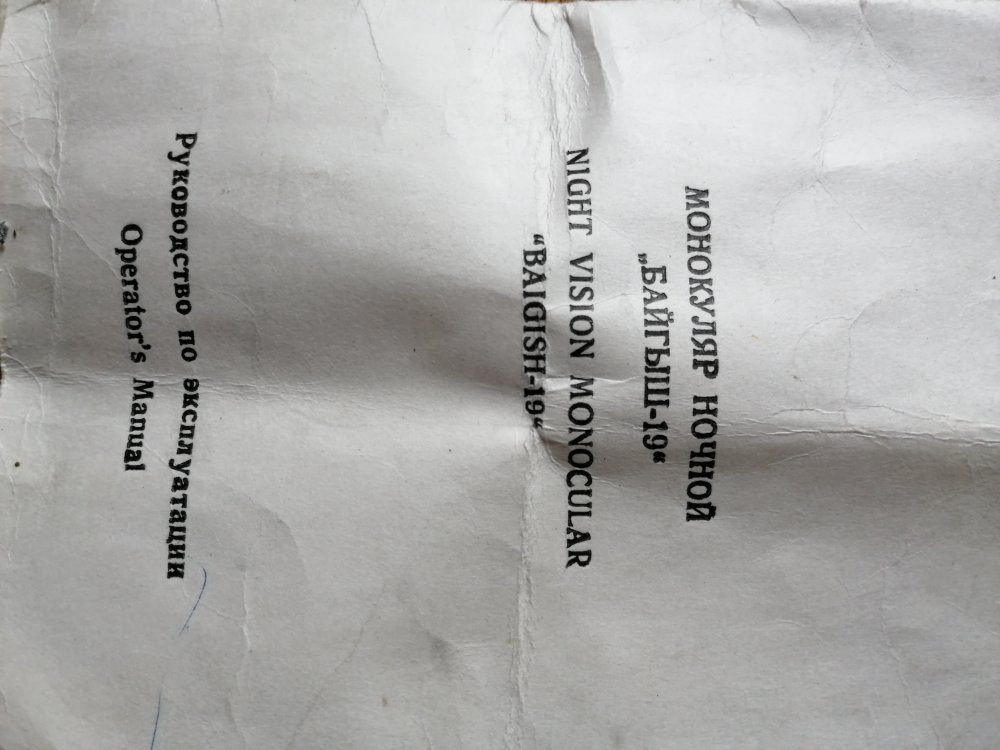 МОНОКУЛЯР НОЧНОЙ
„БАЙГЫШ-19“
NIGHT VISION MONOCULAR
“BAIGISH-19“
Руководство по эксплуатации
Operator's Manual